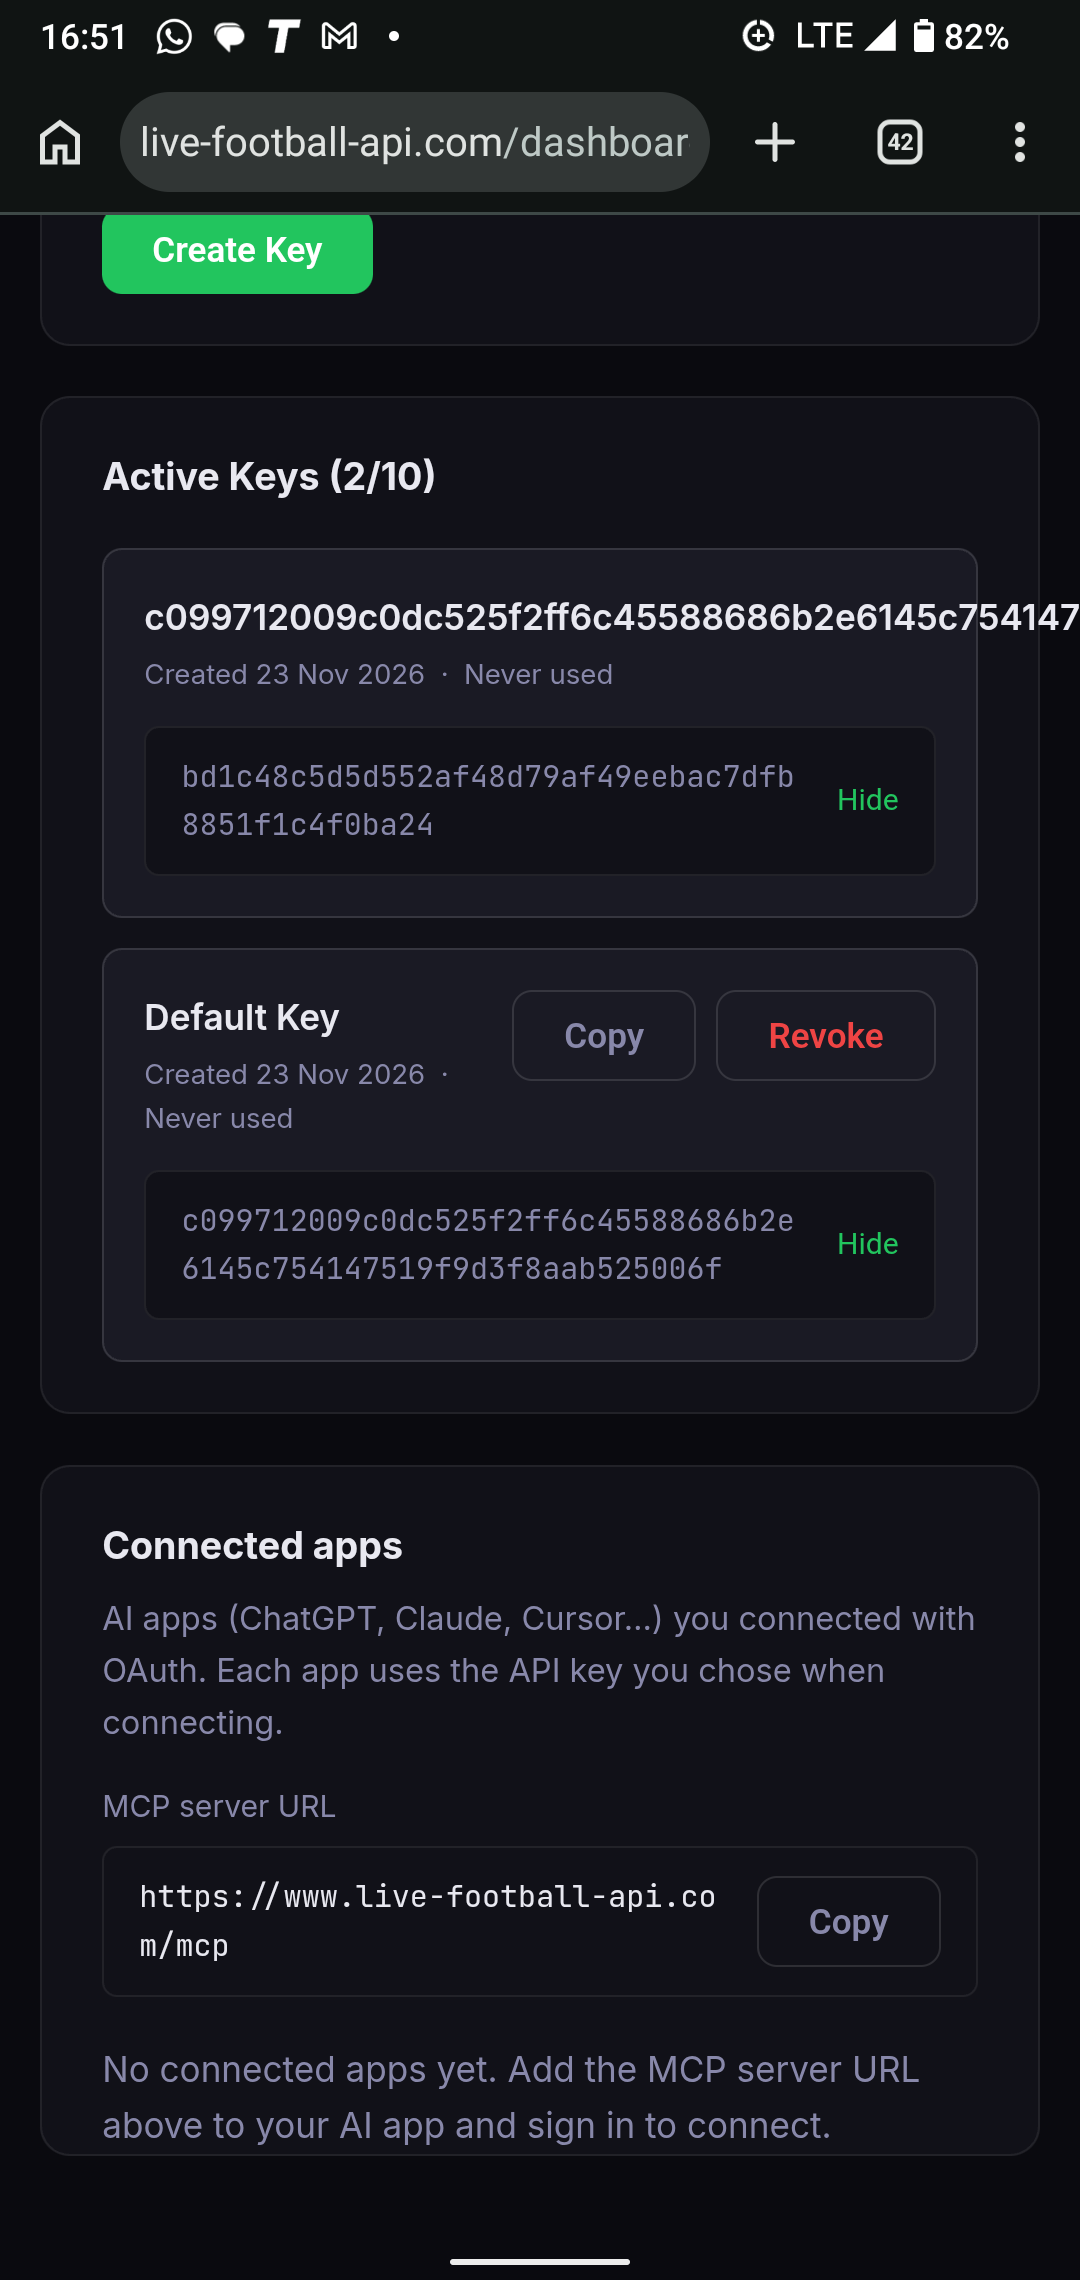 16:51
LTE 82%
live-football-api.com/dashboar
42
Create Key
Active Keys (2/10)
c099712009c0dc525f2ff6c45588686b2e6145c754147
Created 23 Nov 2026 · Never used
bd1c48c5d5d552af48d79af49eebac7dfb
8851f1c4f0ba24
Hide
Default Key
Copy
Revoke
Created 23 Nov 2026 ·
Never used
c099712009c0dc525f2ff6c45588686b2e
6145c754147519f9d3f8aab525006f
Hide
Connected apps
AI apps (ChatGPT, Claude, Cursor...) you connected with
OAuth. Each app uses the API key you chose when
connecting.
MCP server URL
https://www.live-football-api.co
m/mcp
Copy
No connected apps yet. Add the MCP server URL
above to your AI app and sign in to connect.